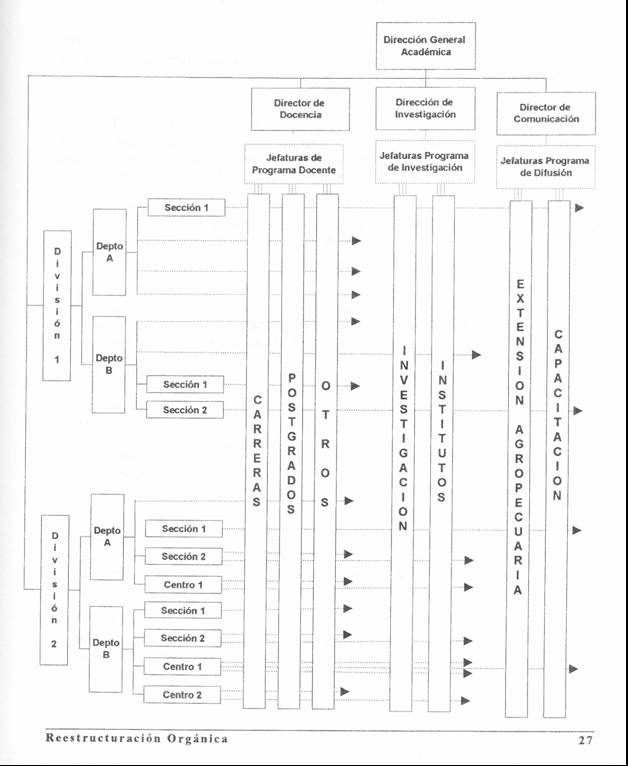 Dirección General
Académica
Director de
Docencia
Dirección de
Investigación
Director de
Comunicación
Jefaturas de
Programa Docente
Jefaturas Programa
de Investigación
Jefaturas Programa
de Difusión
División 1
Depto
A
Sección 1
Depto
B
Sección 1
Sección 2
División 2
Depto
A
Sección 1
Sección 2
Centro 1
Depto
B
Sección 1
Sección 2
Centro 1
Centro 2
CARRERAS
POSTGRADOS
OTROS
INVESTIGACION
INSTITUTOS
EXTENSION AGROPECUARIA
CAPACITACION
Reestructuración Orgánica 27